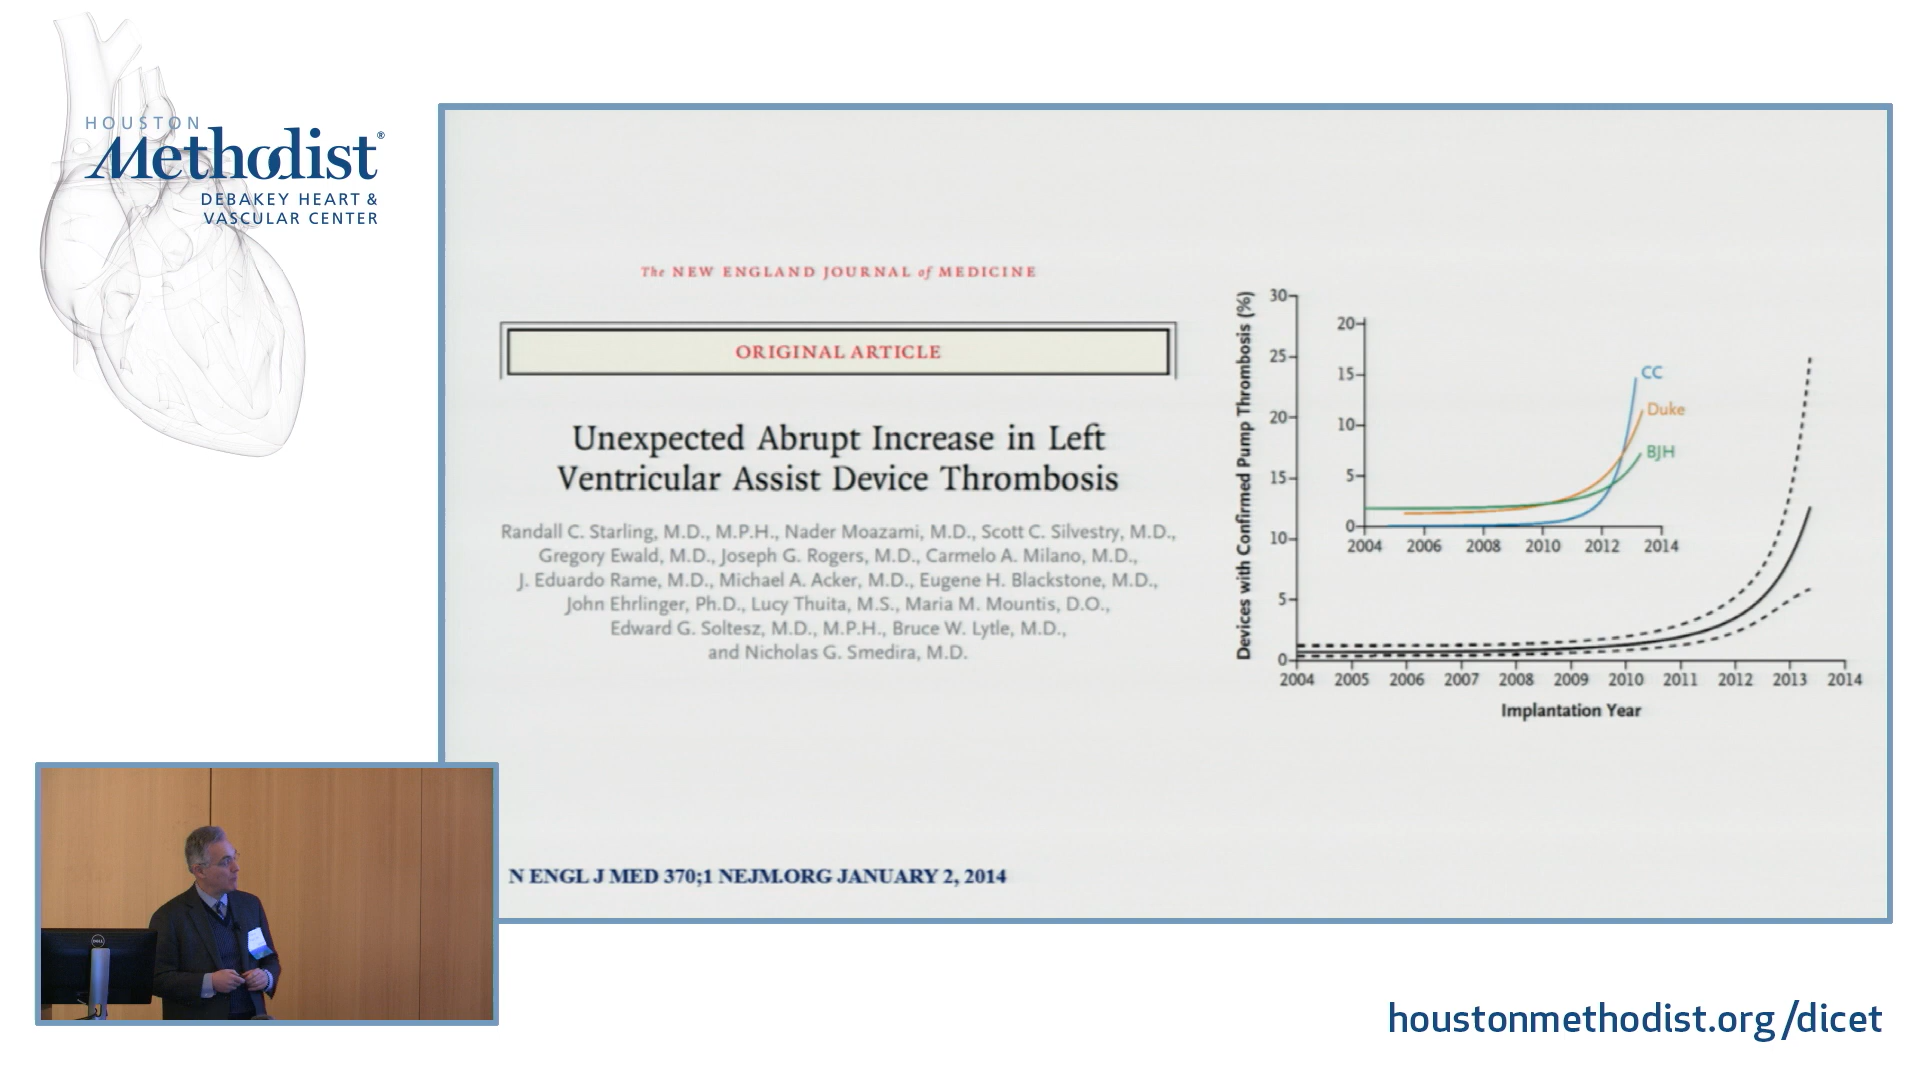 HOUSTON
Methodist®
DEBAKEY HEART &
VASCULAR CENTER
The NEW ENGLAND JOURNAL of MEDICINE
ORIGINAL ARTICLE
Unexpected Abrupt Increase in Left
Ventricular Assist Device Thrombosis
Randall C. Starling, M.D., M.P.H., Nader Moazami, M.D., Scott C. Silvestry, M.D.,
Gregory Ewald, M.D., Joseph G. Rogers, M.D., Carmelo A. Milano, M.D.,
J. Eduardo Rame, M.D., Michael A. Acker, M.D., Eugene H. Blackstone, M.D.,
John Ehrlinger, Ph.D., Lucy Thuita, M.S., Maria M. Mountis, D.O.,
Edward G. Soltesz, M.D., M.P.H., Bruce W. Lytle, M.D.,
and Nicholas G. Smedira, M.D.
N ENGL J MED 370;1 NEJM.ORG JANUARY 2, 2014
Devices with Confirmed Pump Thrombosis (%)
30
25
20
15
10
5
0
2004 2005 2006 2007 2008 2009 2010 2011 2012 2013 2014
Implantation Year
20
15
10
5
0
2004 2006 2008 2010 2012 2014
CC
Duke
BJH
DELL
houstonmethodist.org/dicet